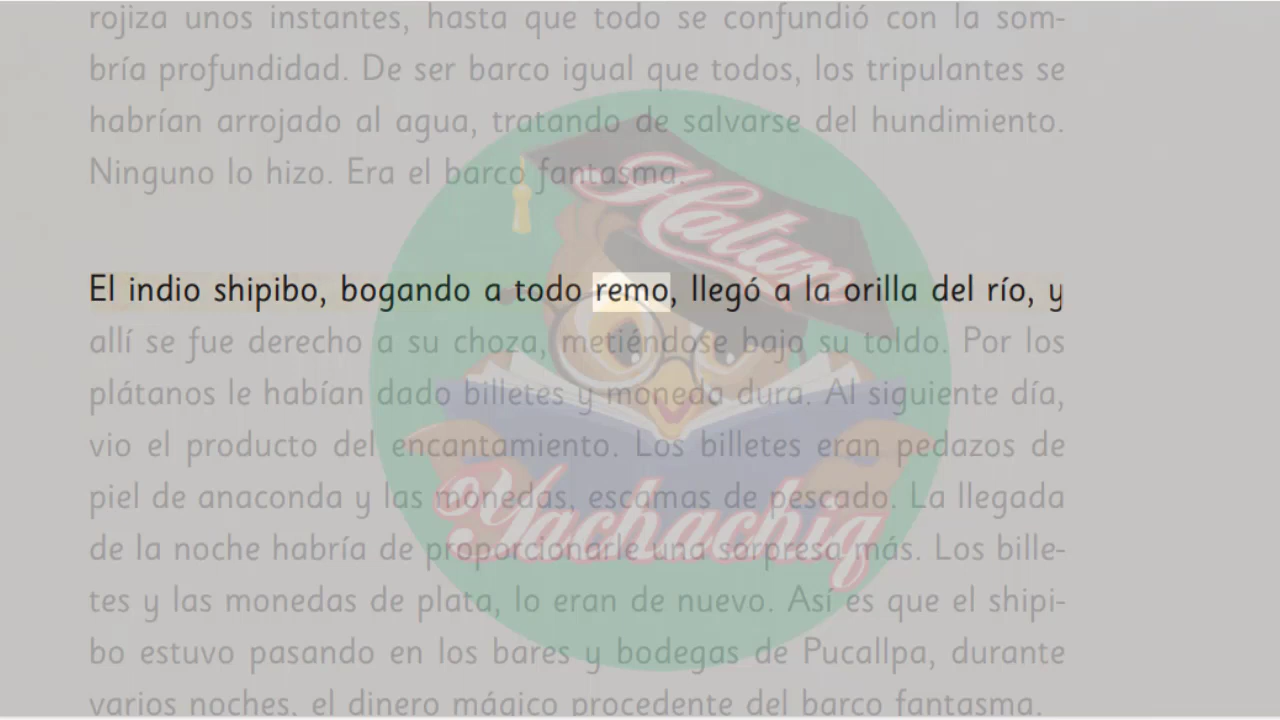 rojiza unos instantes, hasta que todo se confundió con la som-
bría profundidad. De ser barco igual que todos, los tripulantes se
habrían arrojado al agua, tratando de salvarse del hundimiento.
Ninguno lo hizo. Era el barco fantasma.
Hatun
El indio shipibo, bogando a todo remo, llegó a la orilla del río, y
allí se fue derecho a su choza, metiéndose bajo su toldo. Por los
plátanos le habían dado billetes y moneda dura. Al siguiente día,
vio el producto del encantamiento. Los billetes eran pedazos de
piel de anaconda y las monedas, escamas de pescado. La llegada
de la noche habría de proporcionarle una sorpresa más. Los bille-
Yachachiq
tes y las monedas de plata, lo eran de nuevo. Así es que el shipi-
bo estuvo pasando en los bares y bodegas de Pucallpa, durante
varios noches, el dinero mágico procedente del barco fantasma.